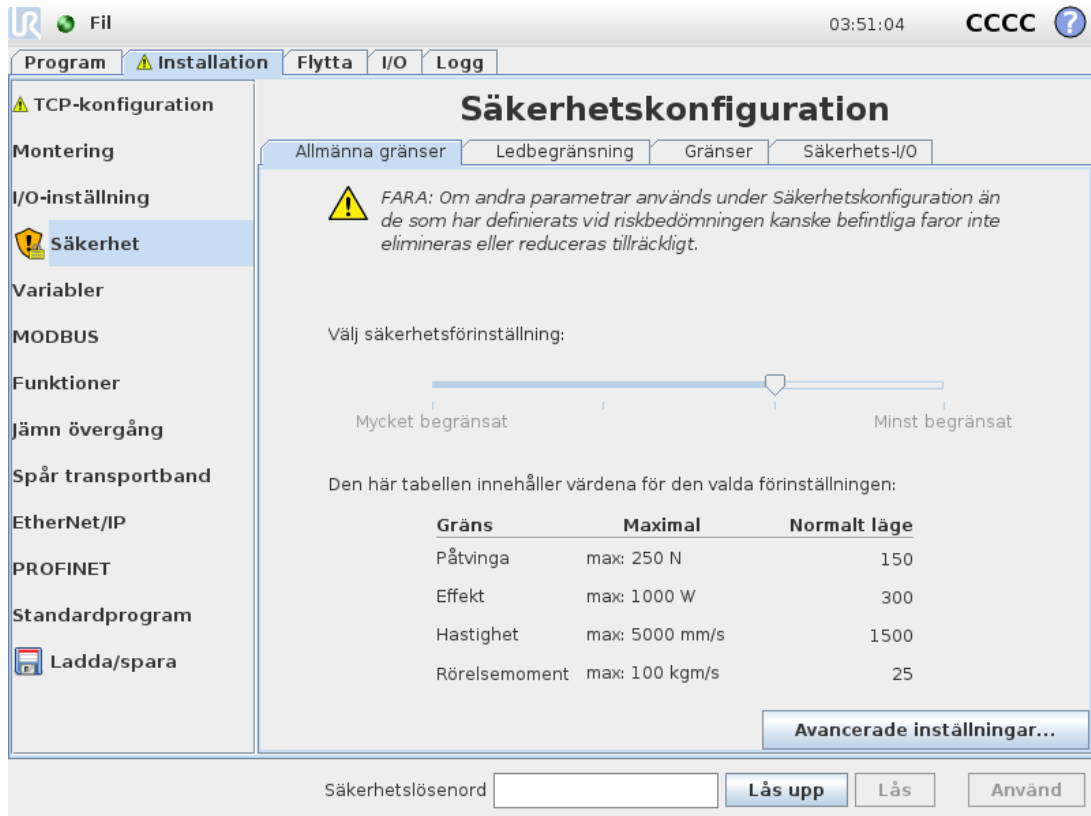 UR Fil 03:51:04 CCCC ?
Program Installation Flytta I/O Logg
TCP-konfiguration
Montering
I/O-inställning
Säkerhet
Variabler
MODBUS
Funktioner
Jämn övergång
Spår transportband
EtherNet/IP
PROFINET
Standardprogram
Ladda/spara
Säkerhetskonfiguration
Allmänna gränser Ledbegränsning Gränser Säkerhets-I/O
FARA: Om andra parametrar används under Säkerhetskonfiguration än
de som har definierats vid riskbedömningen kanske befintliga faror inte
elimineras eller reduceras tillräckligt.
Välj säkerhetsförinställning:
Mycket begränsat Minst begränsat
Den här tabellen innehåller värdena för den valda förinställningen:
Gräns Maximal Normalt läge
Påtvinga max: 250 N 150
Effekt max: 1000 W 300
Hastighet max: 5000 mm/s 1500
Rörelsemoment max: 100 kgm/s 25
Avancerade inställningar...
Säkerhetslösenord Lås upp Lås Använd